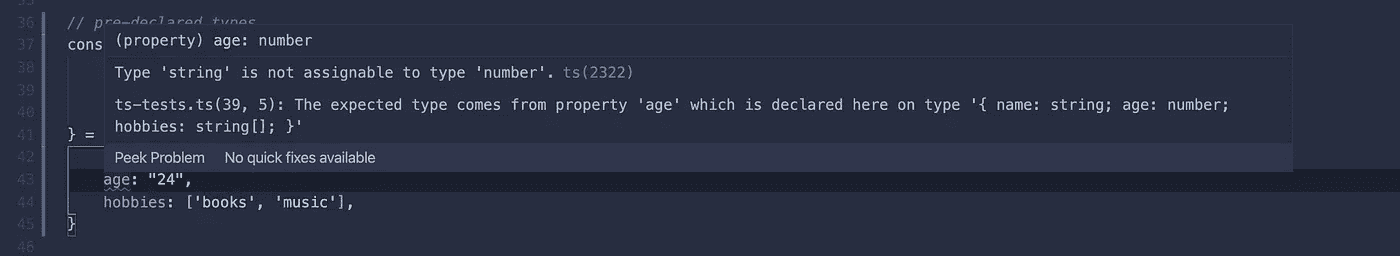 36 // pre-declared types
(property) age: number
37 cons
38
Type 'string' is not assignable to type 'number'. ts(2322)
39
ts-tests.ts(39, 5): The expected type comes from property 'age' which is declared here on type '{ name: string; age: number;
40
hobbies: string[]; }'
41 } =
42
Peek Problem No quick fixes available
43 age: "24",
44 hobbies: ['books', 'music'],
45 }
46